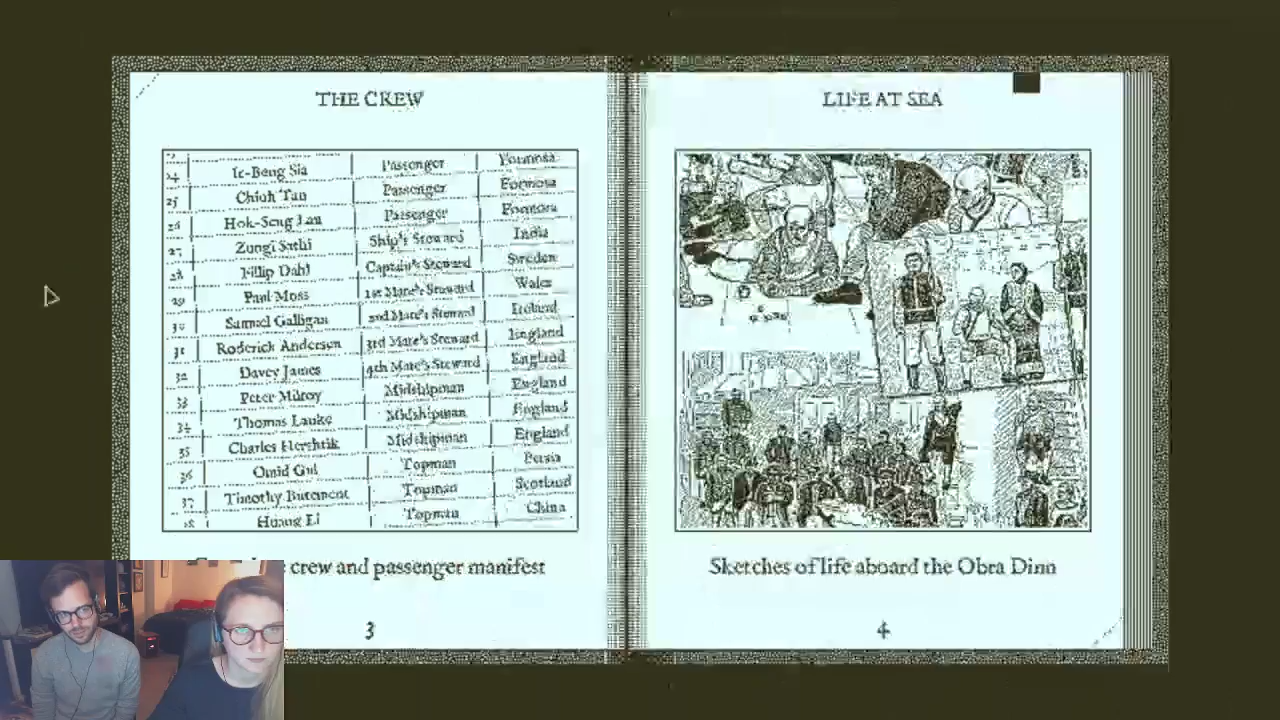 THE CREW
24 It-Beng Sia Passenger Formosa
25 Chioh Tan Passenger Formosa
26 Hok-Seng Lau Passenger Formosa
27 Zungi Sathi Ship's Steward India
28 Fillip Dahl Captain's Steward Sweden
29 Paul Moss 1st Mate's Steward Wales
30 Samuel Galligan 2nd Mate's Steward Ireland
31 Roderick Andersen 3rd Mate's Steward England
32 Davey James 4th Mate's Steward England
33 Peter Milroy Midshipman England
34 Thomas Lanke Midshipman England
35 Charles Hershtik Midshipman England
36 Omid Gul Topman Persia
37 Timothy Butement Topman Scotland
38 Huang Li Topman China
crew and passenger manifest
3
LIFE AT SEA
Sketches of life aboard the Obra Dinn
4